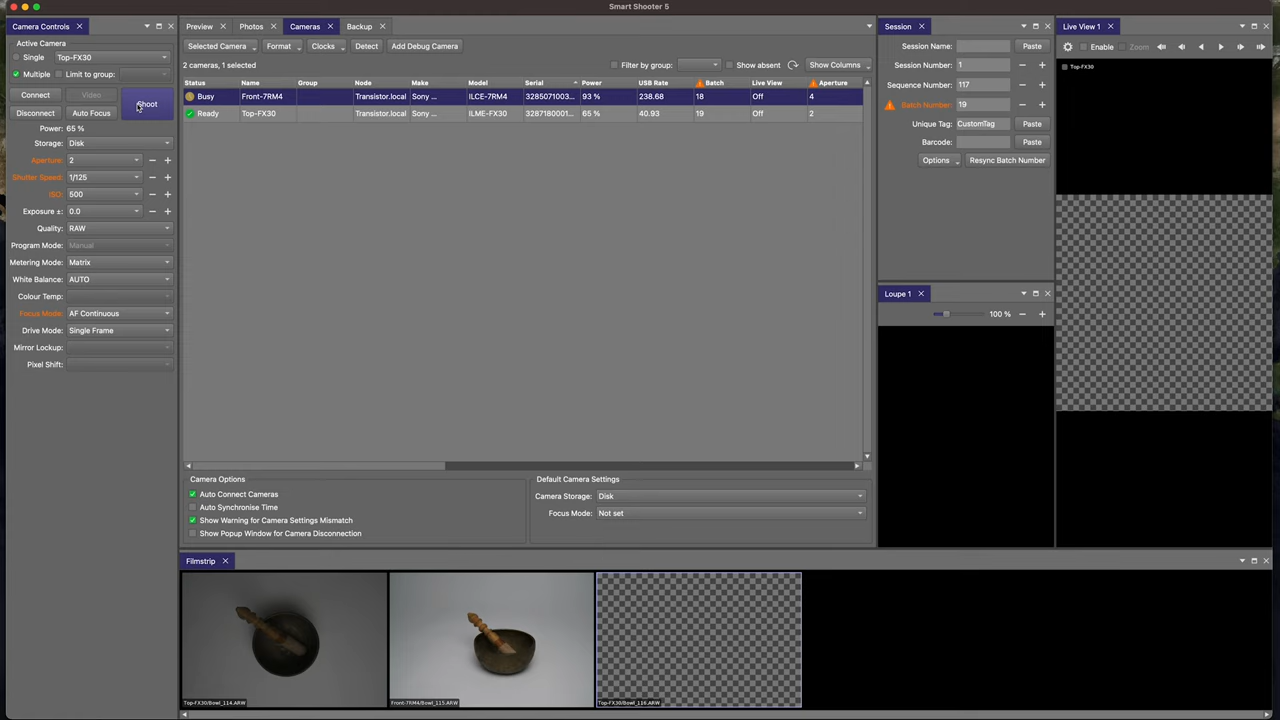 Smart Shooter 5
Camera Controls
Active Camera
Single
Top-FX30
Multiple
Limit to group:
Connect
Video
Shoot
Disconnect
Auto Focus
Power: 65 %
Storage: Disk
Aperture: 2
Shutter Speed: 1/125
ISO: 500
Exposure ±: 0.0
Quality: RAW
Program Mode: Manual
Metering Mode: Matrix
White Balance: AUTO
Colour Temp:
Focus Mode: AF Continuous
Drive Mode: Single Frame
Mirror Lockup:
Pixel Shift:
Preview Photos Cameras Backup
Selected Camera Format Clocks Detect Add Debug Camera
2 cameras, 1 selected
Filter by group: Show absent Show Columns
Status Name Group Node Make Model Serial Power USB Rate Batch Live View Aperture
Busy Front-7RM4 Transistor.local Sony ... ILCE-7RM4 3285071003... 93 % 238.68 18 Off 4
Ready Top-FX30 Transistor.local Sony ... ILME-FX30 3287180001... 65 % 40.93 19 Off 2
Camera Options
Auto Connect Cameras
Auto Synchronise Time
Show Warning for Camera Settings Mismatch
Show Popup Window for Camera Disconnection
Default Camera Settings
Camera Storage: Disk
Focus Mode: Not set
Session
Session Name: Paste
Session Number: 1
Sequence Number: 117
Batch Number: 19
Unique Tag: CustomTag Paste
Barcode: Paste
Options Resync Batch Number
Loupe 1
100 %
Live View 1
Enable Zoom
Top-FX30
Filmstrip
Top-FX30/Bowl_114.ARW
Front-7RM4/Bowl_115.ARW
Top-FX30/Bowl_116.ARW